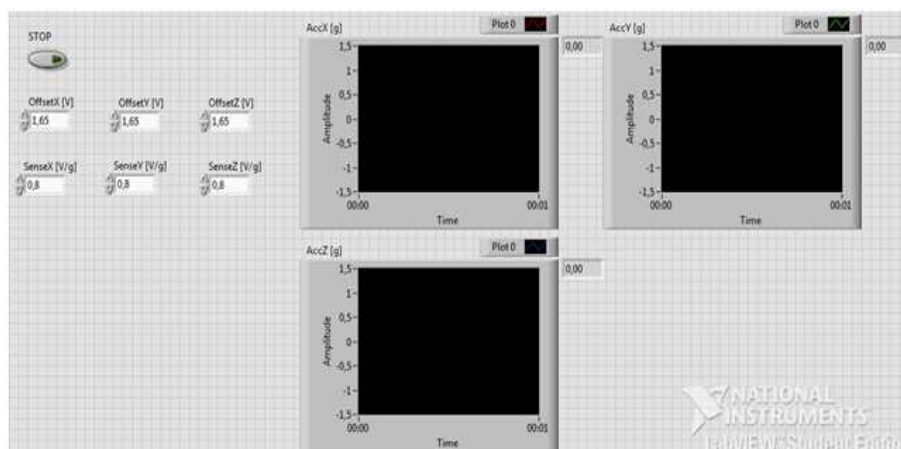 STOP
OffsetX [V]
OffsetY [V]
OffsetZ [V]
1,65
1,65
1,65
SenseX [V/g]
SenseY [V/g]
SenseZ [V/g]
0,8
0,8
0,8
AccX [g]
Plot 0
0,00
1,5
1
0,5
0
-0,5
-1
-1,5
Amplitude
00:00
00:01
Time
AccY [g]
Plot 0
0,00
1,5
1
0,5
0
-0,5
-1
-1,5
Amplitude
00:00
00:01
Time
AccZ [g]
Plot 0
0,00
1,5
1
0,5
0
-0,5
-1
-1,5
Amplitude
00:00
00:01
Time
NATIONAL
INSTRUMENTS
LabVIEW™ Student Edition